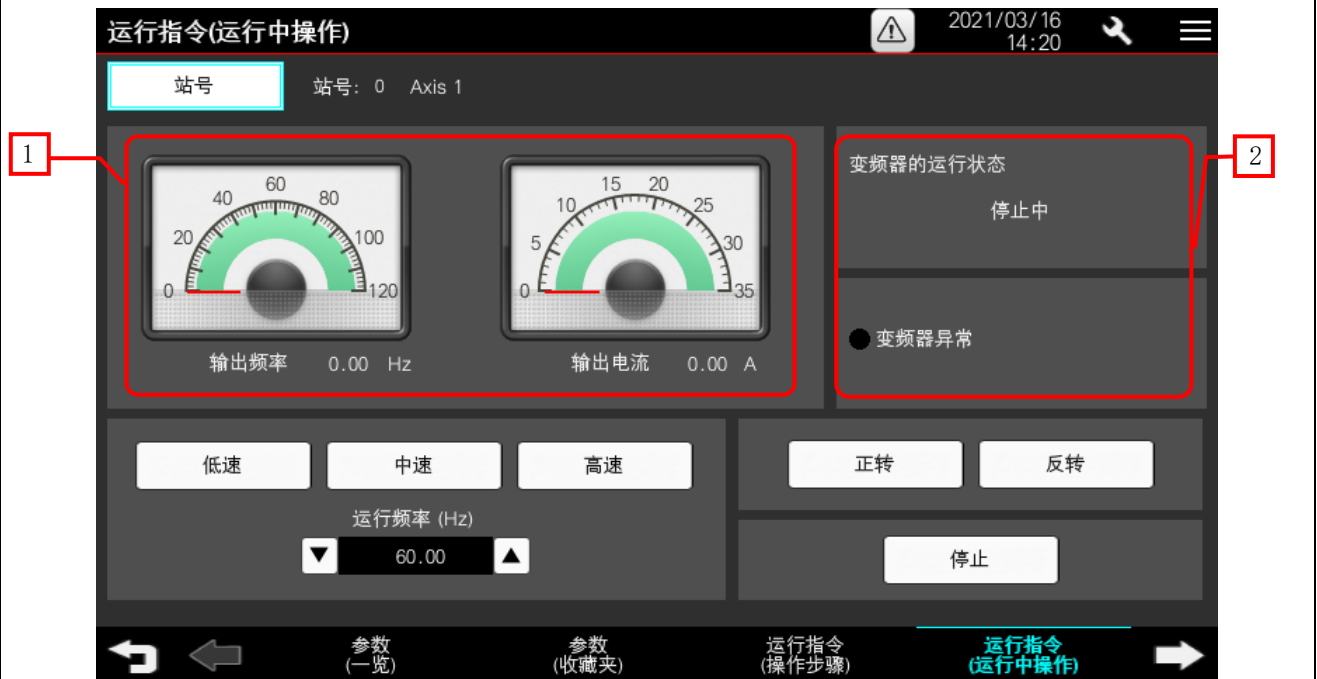 运行指令(运行中操作)
2021/03/16
14:20
站号
站号: 0 Axis 1
1
2
0
20
40
60
80
100
120
输出频率 0.00 Hz
0
5
10
15
20
25
30
35
输出电流 0.00 A
变频器的运行状态
停止中
变频器异常
低速
中速
高速
运行频率 (Hz)
60.00
正转
反转
停止
参数
(一览)
参数
(收藏夹)
运行指令
(操作步骤)
运行指令
(运行中操作)